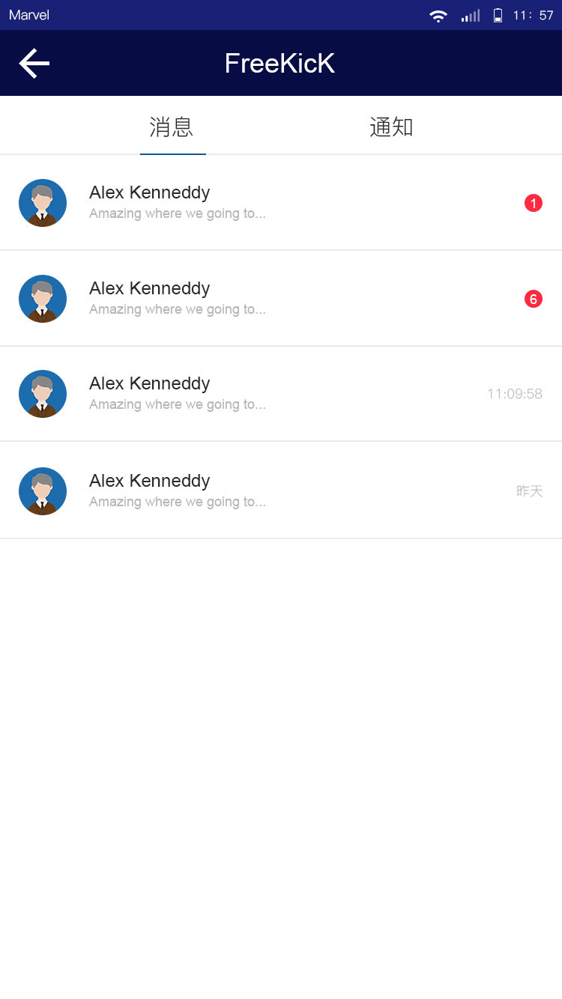 Marvel 11: 57
FreeKicK
消息 通知
Alex Kenneddy
Amazing where we going to...
1
Alex Kenneddy
Amazing where we going to...
6
Alex Kenneddy
Amazing where we going to...
11:09:58
Alex Kenneddy
Amazing where we going to...
昨天